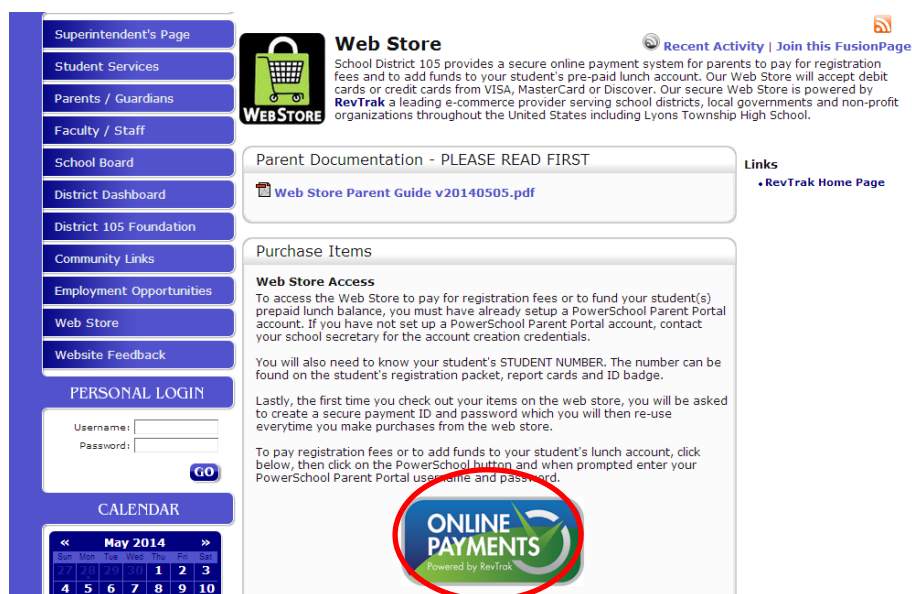 Superintendent's Page
Student Services
Parents / Guardians
Faculty / Staff
School Board
District Dashboard
District 105 Foundation
Community Links
Employment Opportunities
Web Store
Website Feedback
PERSONAL LOGIN
Username:
Password:
GO
CALENDAR
« May 2014 »
Sun Mon Tue Wed Thu Fri Sat
27 28 29 30 1 2 3
4 5 6 7 8 9 10
WEBSTORE
Web Store
Recent Activity | Join this FusionPage
School District 105 provides a secure online payment system for parents to pay for registration
fees and to add funds to your student's pre-paid lunch account. Our Web Store will accept debit
cards or credit cards from VISA, MasterCard or Discover. Our secure Web Store is powered by
RevTrak a leading e-commerce provider serving school districts, local governments and non-profit
organizations throughout the United States including Lyons Township High School.
Parent Documentation - PLEASE READ FIRST
Web Store Parent Guide v20140505.pdf
Links
• RevTrak Home Page
Purchase Items
Web Store Access
To access the Web Store to pay for registration fees or to fund your student(s)
prepaid lunch balance, you must have already setup a PowerSchool Parent Portal
account. If you have not set up a PowerSchool Parent Portal account, contact
your school secretary for the account creation credentials.
You will also need to know your student's STUDENT NUMBER. The number can be
found on the student's registration packet, report cards and ID badge.
Lastly, the first time you check out your items on the web store, you will be asked
to create a secure payment ID and password which you will then re-use
everytime you make purchases from the web store.
To pay registration fees or to add funds to your student's lunch account, click
below, then click on the PowerSchool button and when prompted enter your
PowerSchool Parent Portal username and password.
ONLINE
PAYMENTS
Powered by RevTrak